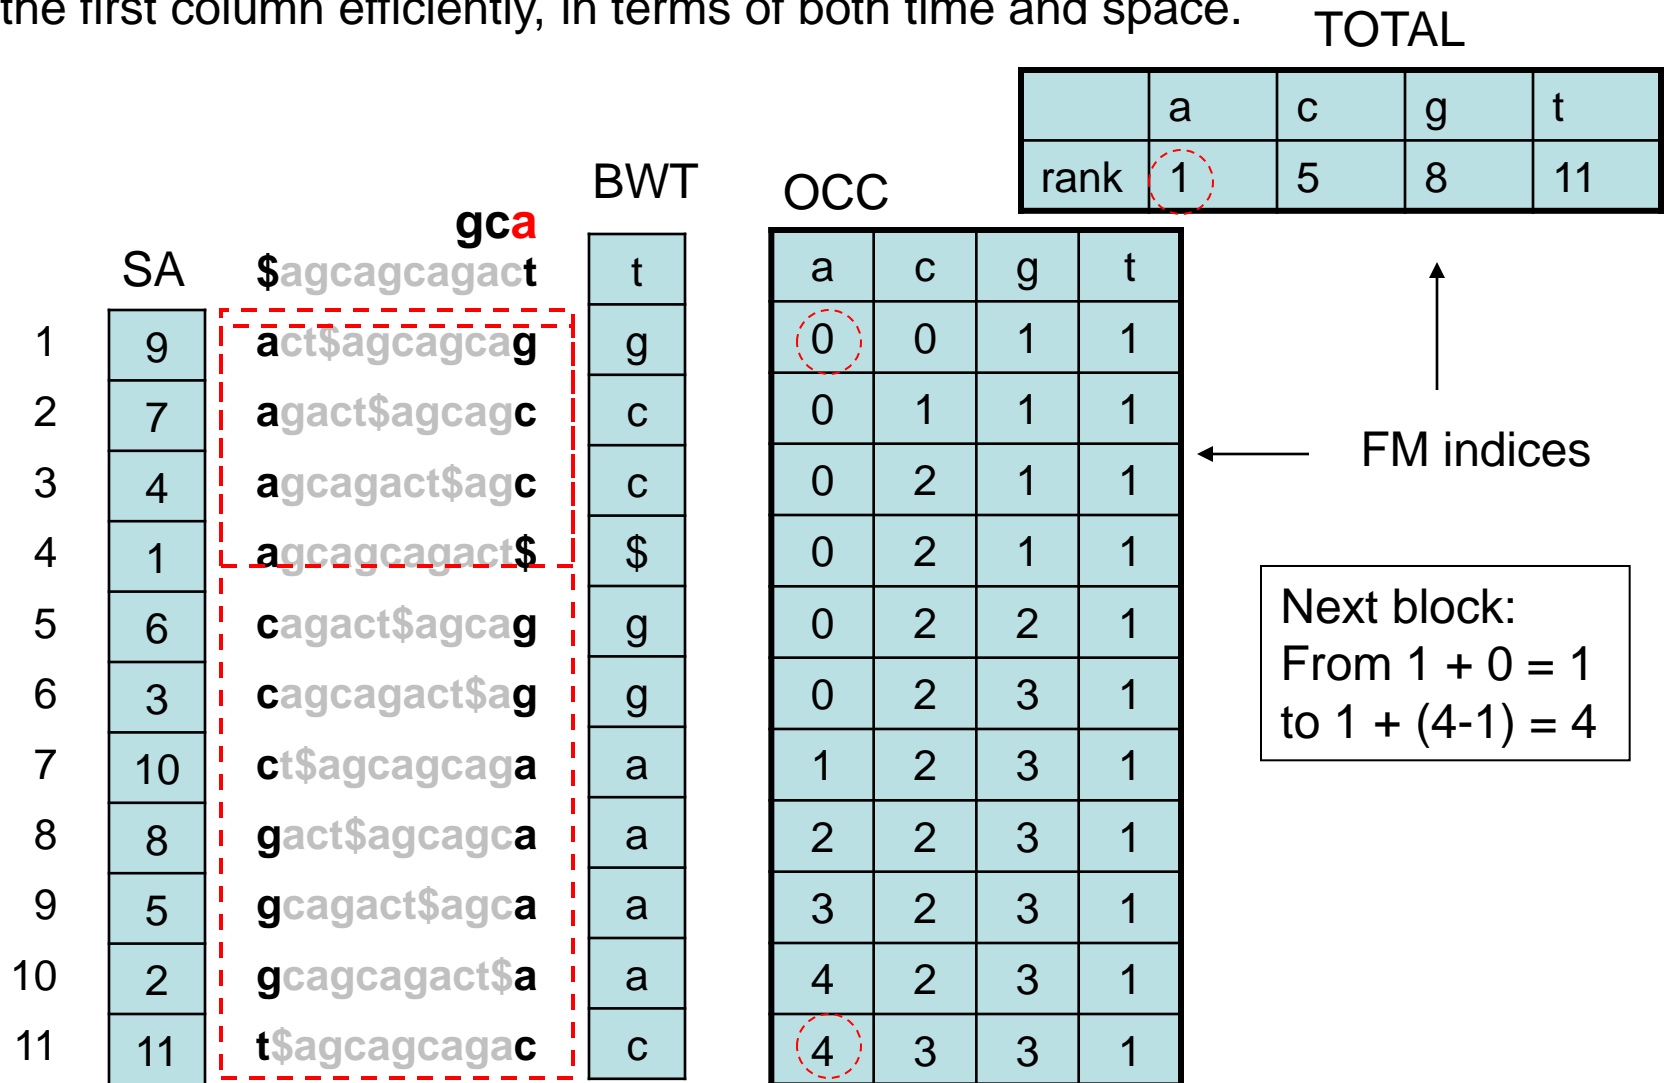 the first column efficiently, in terms of both time and space.
TOTAL
a c g t
rank 1 5 8 11
BWT
OCC
gca
SA $agcagcagact t a c g t
1 9 act$agcagcag g 0 0 1 1
2 7 agact$agcagc c 0 1 1 1
3 4 agcagact$agc c 0 2 1 1
4 1 agcagcagact$ $ 0 2 1 1
5 6 cagact$agcag g 0 2 2 1
6 3 cagcagact$ag g 0 2 3 1
7 10 ct$agcagcaga a 1 2 3 1
8 8 gact$agcagca a 2 2 3 1
9 5 gcagact$agca a 3 2 3 1
10 2 gcagcagact$a a 4 2 3 1
11 11 t$agcagcagac c 4 3 3 1
FM indices
Next block:
From 1 + 0 = 1
to 1 + (4-1) = 4